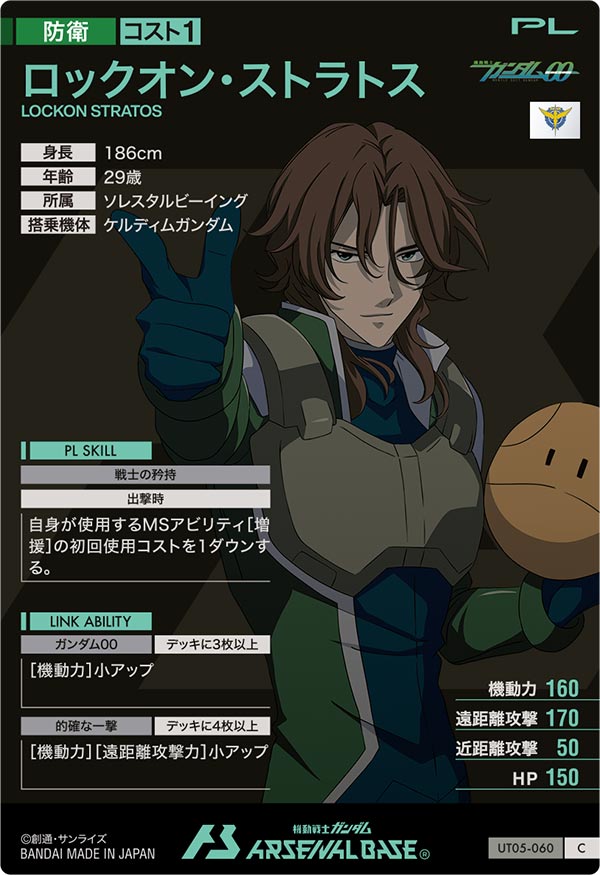 防衛 コスト1 PL
ロックオン・ストラトス
LOCKON STRATOS
ガンダム00
身長 186cm
年齢 29歳
所属 ソレスタルビーイング
搭乗機体 ケルディムガンダム
PL SKILL
戦士の矜持
出撃時
自身が使用するMSアビリティ[増
援]の初回使用コストを1ダウンす
る。
LINK ABILITY
ガンダム00 デッキに3枚以上
[機動力]小アップ
的確な一撃 デッキに4枚以上
[機動力][遠距離攻撃力]小アップ
機動力 160
遠距離攻撃 170
近距離攻撃 50
HP 150
©創通・サンライズ
BANDAI MADE IN JAPAN
機動戦士ガンダム
ARSENAL BASE®
UT05-060 C